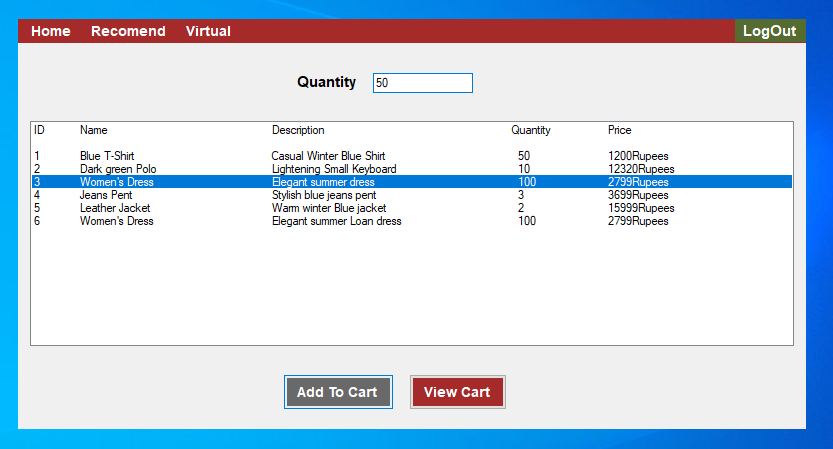 Home Recomend Virtual LogOut
Quantity 50
ID Name Description Quantity Price
1 Blue T-Shirt Casual Winter Blue Shirt 50 1200Rupees
2 Dark green Polo Lightening Small Keyboard 10 12320Rupees
3 Women's Dress Elegant summer dress 100 2799Rupees
4 Jeans Pent Stylish blue jeans pent 3 3699Rupees
5 Leather Jacket Warm winter Blue jacket 2 15999Rupees
6 Women's Dress Elegant summer Loan dress 100 2799Rupees
Add To Cart View Cart